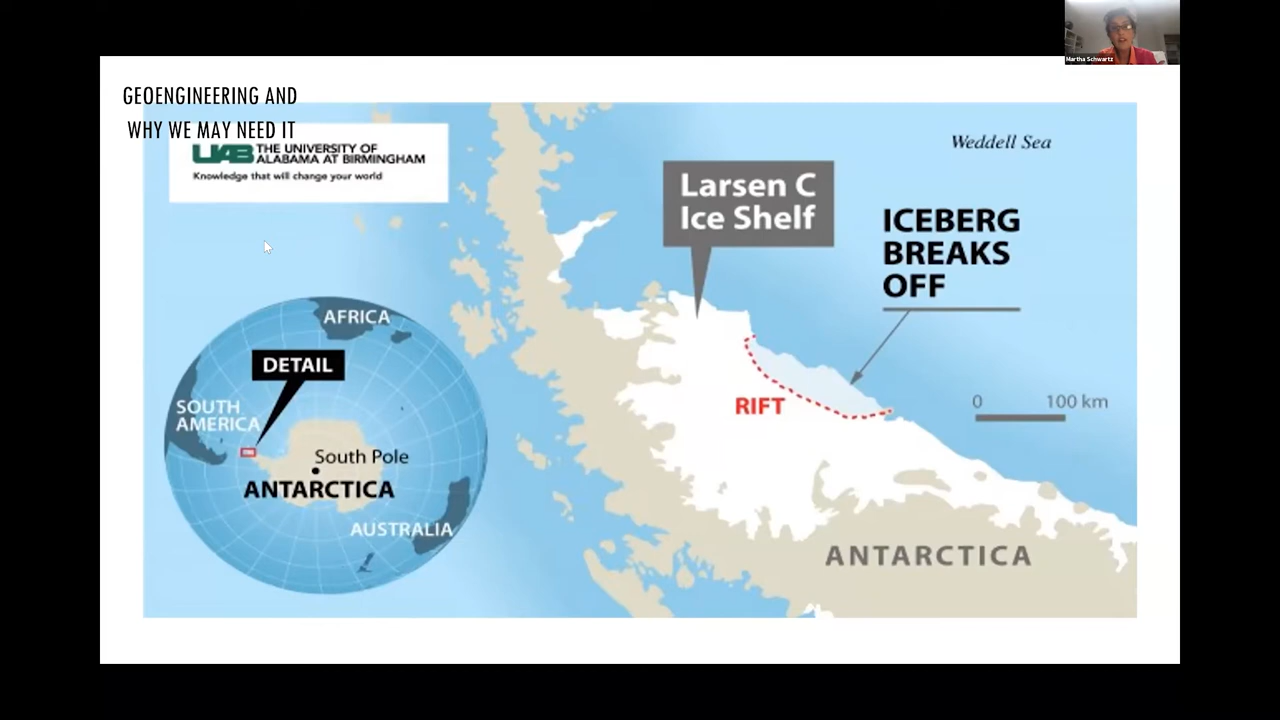 Martha Schwartz
GEOENGINEERING AND
WHY WE MAY NEED IT
UAB THE UNIVERSITY OF
ALABAMA AT BIRMINGHAM
Knowledge that will change your world
Weddell Sea
Larsen C
Ice Shelf
ICEBERG
BREAKS
OFF
AFRICA
DETAIL
SOUTH
AMERICA
RIFT
0 100 km
South Pole
ANTARCTICA
AUSTRALIA
ANTARCTICA